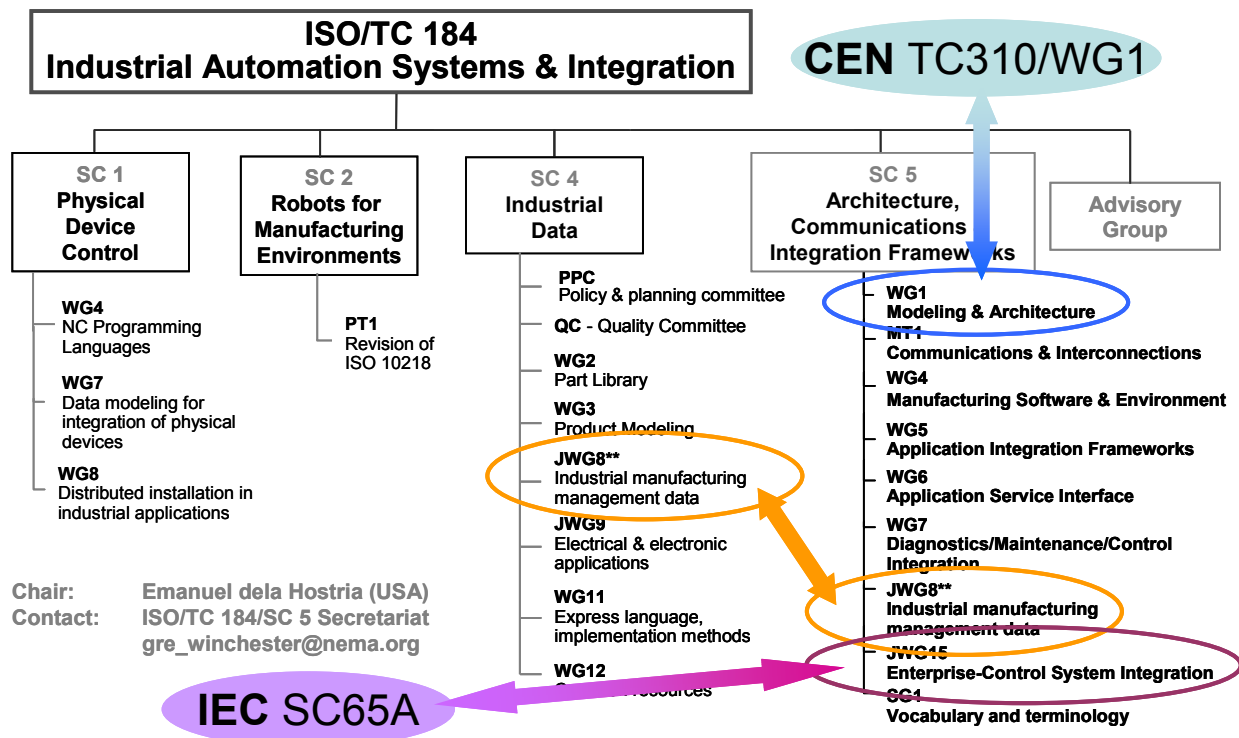 ISO/TC 184
Industrial Automation Systems & Integration
CEN TC310/WG1
SC 1
Physical
Device
Control
SC 2
Robots for
Manufacturing
Environments
SC 4
Industrial
Data
SC 5
Architecture,
Communications
Integration Frameworks
Advisory
Group
WG4
NC Programming
Languages
WG7
Data modeling for
integration of physical
devices
WG8
Distributed installation in
industrial applications
PT1
Revision of
ISO 10218
PPC
Policy & planning committee
QC - Quality Committee
WG2
Part Library
WG3
Product Modeling
JWG8**
Industrial manufacturing
management data
JWG9
Electrical & electronic
applications
WG11
Express language,
implementation methods
WG12
WG1
Modeling & Architecture
MT1
Communications & Interconnections
WG4
Manufacturing Software & Environment
WG5
Application Integration Frameworks
WG6
Application Service Interface
WG7
Diagnostics/Maintenance/Control
Integration
JWG8**
Industrial manufacturing
management data
JWG15
Enterprise-Control System Integration
SG1
Vocabulary and terminology
Chair: Emanuel dela Hostria (USA)
Contact: ISO/TC 184/SC 5 Secretariat
gre_winchester@nema.org
IEC SC65A